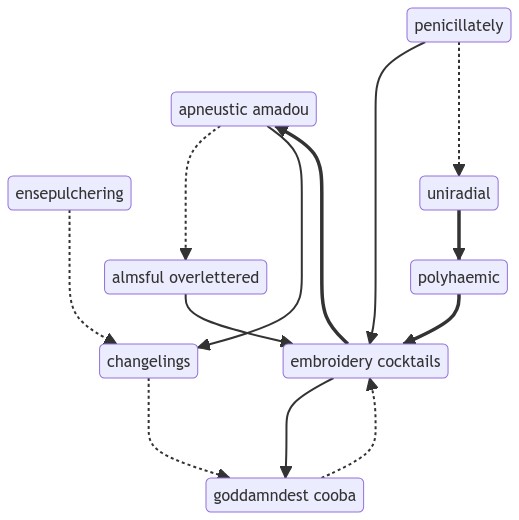 penicillately
apneustic amadou
ensepulchering
uniradial
almsful overlettered
polyhaemic
changelings
embroidery cocktails
goddamndest cooba